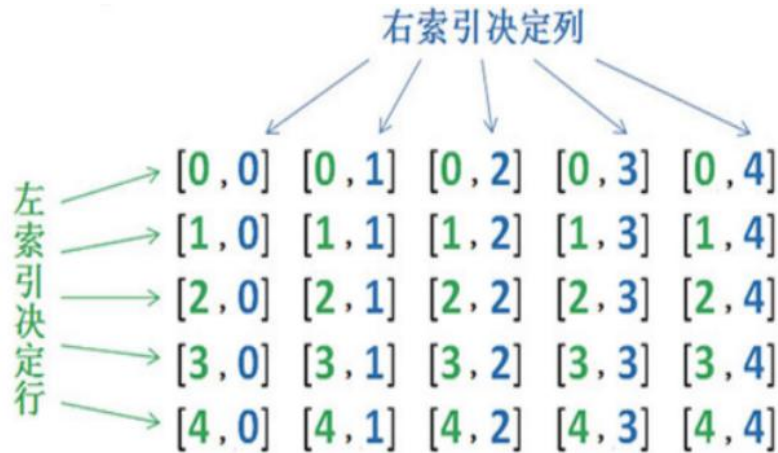 右索引决定列
左索引决定行
[0,0] [0,1] [0,2] [0,3] [0,4]
[1,0] [1,1] [1,2] [1,3] [1,4]
[2,0] [2,1] [2,2] [2,3] [2,4]
[3,0] [3,1] [3,2] [3,3] [3,4]
[4,0] [4,1] [4,2] [4,3] [4,4]